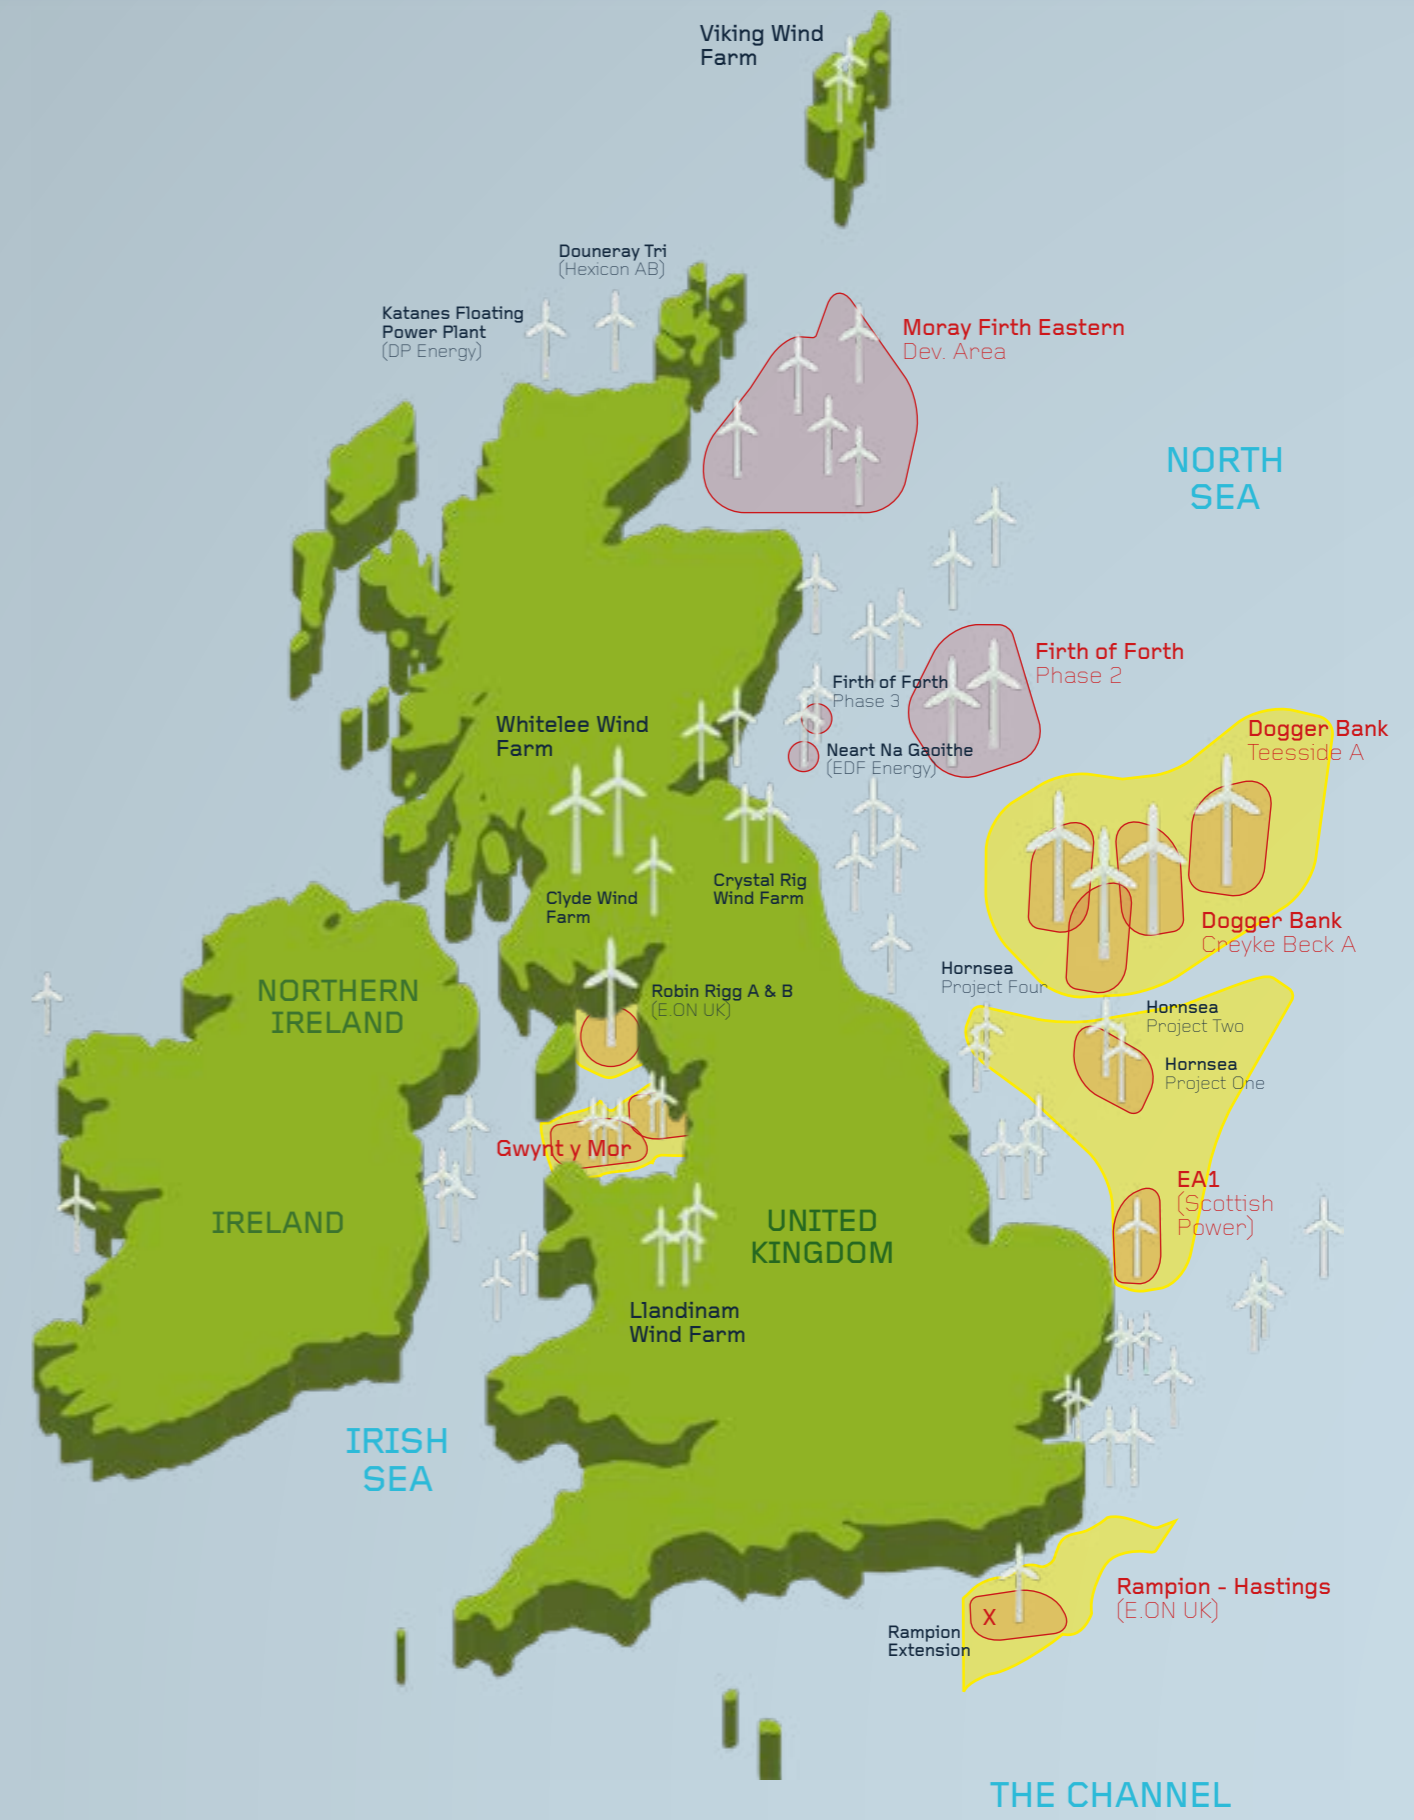 Viking Wind
Farm
Douneray Tri
(Hexicon AB)
Katanes Floating
Power Plant
(DP Energy)
Moray Firth Eastern
Dev. Area
NORTH
SEA
Firth of Forth
Phase 2
Firth of Forth
Phase 3
Whitelee Wind
Farm
Neart Na Gaoithe
(EDF Energy)
Dogger Bank
Teesside A
Crystal Rig
Wind Farm
Clyde Wind
Farm
Dogger Bank
Creyke Beck A
Hornsea
Project Four
NORTHERN
IRELAND
Robin Rigg A & B
(E.ON UK)
Hornsea
Project Two
Hornsea
Project One
Gwynt y Mor
EA1
(Scottish
Power)
IRELAND
UNITED
KINGDOM
Llandinam
Wind Farm
IRISH
SEA
Rampion - Hastings
(E.ON UK)
X
Rampion
Extension
THE CHANNEL